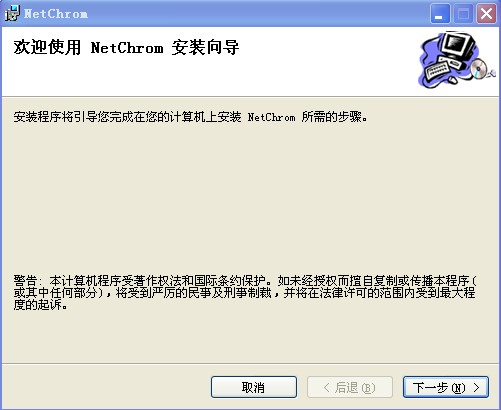 NetChrom
欢迎使用 NetChrom 安装向导
安装程序将引导您完成在您的计算机上安装 NetChrom 所需的步骤。
警告: 本计算机程序受著作权法和国际条约保护。如未经授权而擅自复制或传播本程序(
或其中任何部分)，将受到严厉的民事及刑事制裁，并将在法律许可的范围内受到最大程
度的起诉。
取消
< 后退(B)
下一步(N) >